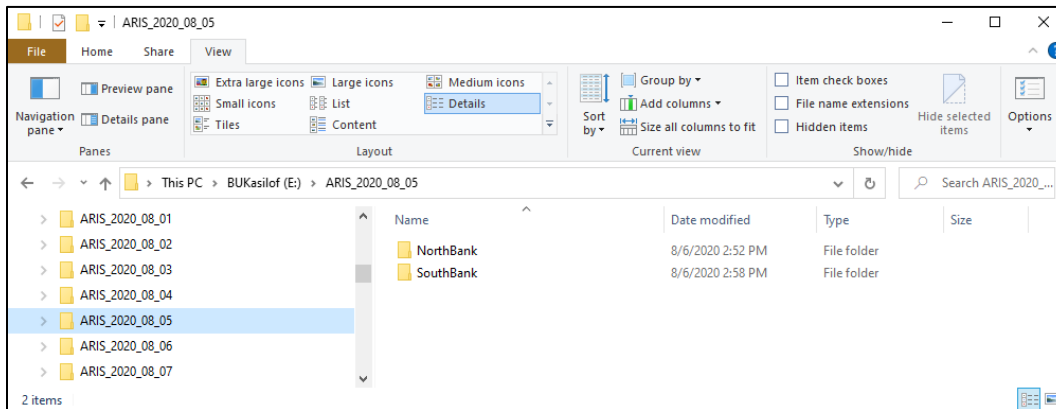 ARIS_2020_08_05
File Home Share View
Navigation pane
Preview pane
Details pane
Panes
Extra large icons Large icons Medium icons
Small icons List Details
Tiles Content
Layout
Sort by
Group by
Add columns
Size all columns to fit
Current view
Item check boxes
File name extensions
Hidden items
Hide selected items
Show/hide
Options
This PC > BUKasilof (E:) > ARIS_2020_08_05
Search ARIS_2020_...
ARIS_2020_08_01
ARIS_2020_08_02
ARIS_2020_08_03
ARIS_2020_08_04
ARIS_2020_08_05
ARIS_2020_08_06
ARIS_2020_08_07
Name Date modified Type Size
NorthBank 8/6/2020 2:52 PM File folder
SouthBank 8/6/2020 2:58 PM File folder
2 items